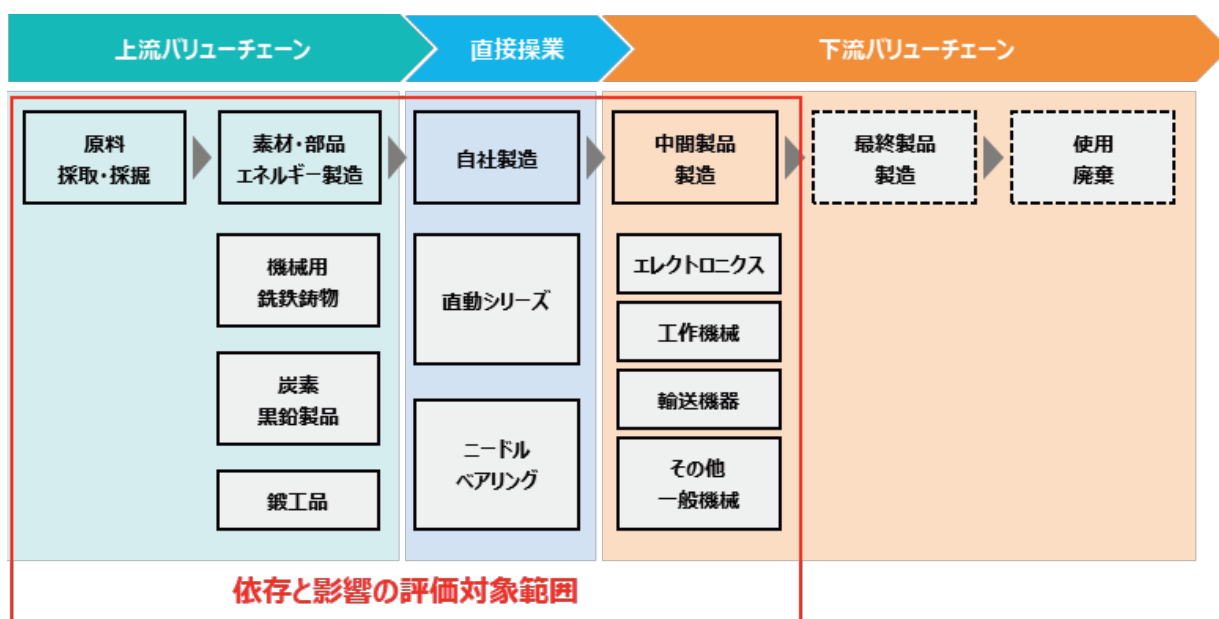 上流バリューチェーン
直接操業
下流バリューチェーン
原料
採取・採掘
素材・部品
エネルギー製造
自社製造
中間製品
製造
最終製品
製造
使用
廃棄
機械用
銑鉄鋳物
炭素
黒鉛製品
鍛工品
直動シリーズ
ニードル
ベアリング
エレクトロニクス
工作機械
輸送機器
その他
一般機械
依存と影響の評価対象範囲